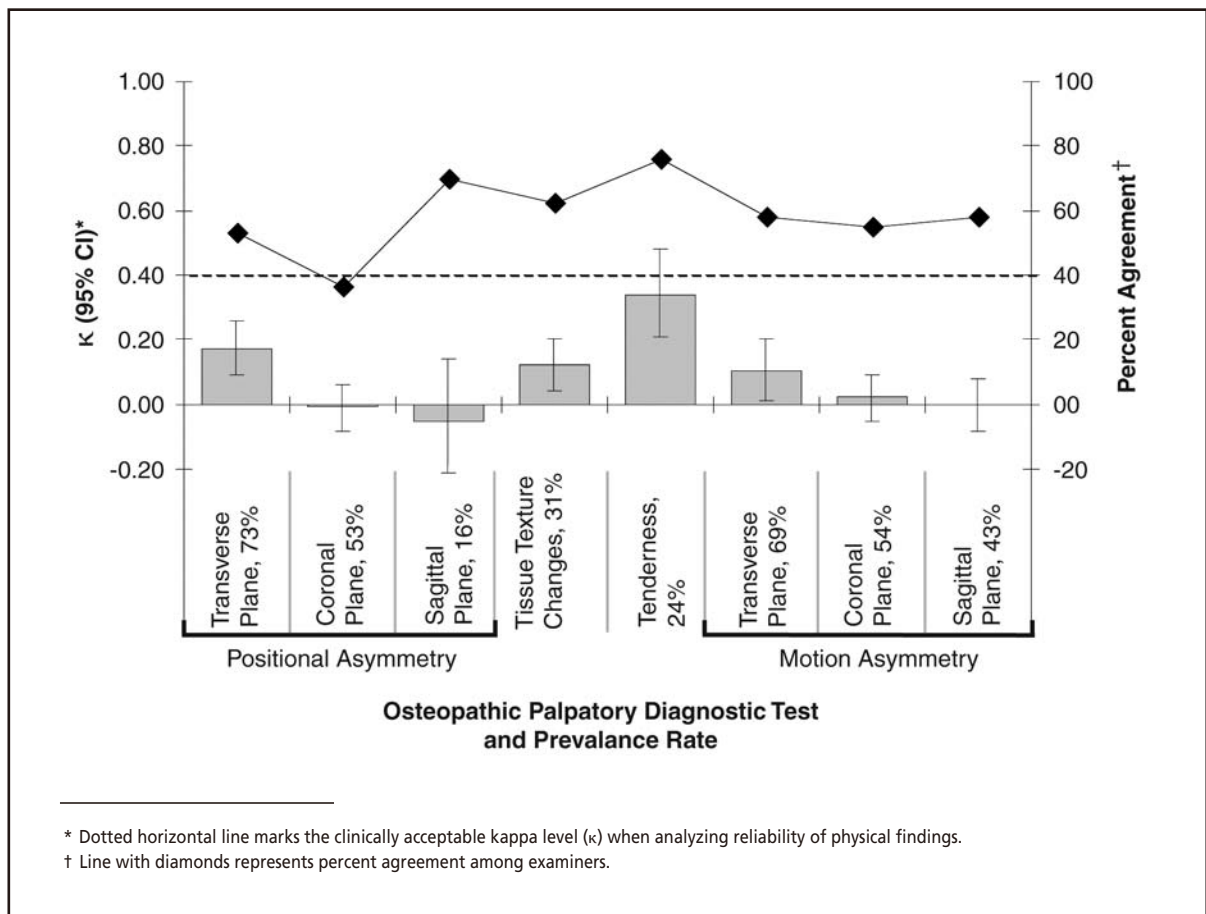 1.00
0.80
0.60
0.40
0.20
0.00
-0.20
κ (95% CI)*
100
80
60
40
20
00
-20
Percent Agreement†
Transverse
Plane, 73%
Coronal
Plane, 53%
Sagittal
Plane, 16%
Tissue Texture
Changes, 31%
Tenderness,
24%
Transverse
Plane, 69%
Coronal
Plane, 54%
Sagittal
Plane, 43%
Positional Asymmetry
Motion Asymmetry
Osteopathic Palpatory Diagnostic Test
and Prevalance Rate
* Dotted horizontal line marks the clinically acceptable kappa level (κ) when analyzing reliability of physical findings.
† Line with diamonds represents percent agreement among examiners.